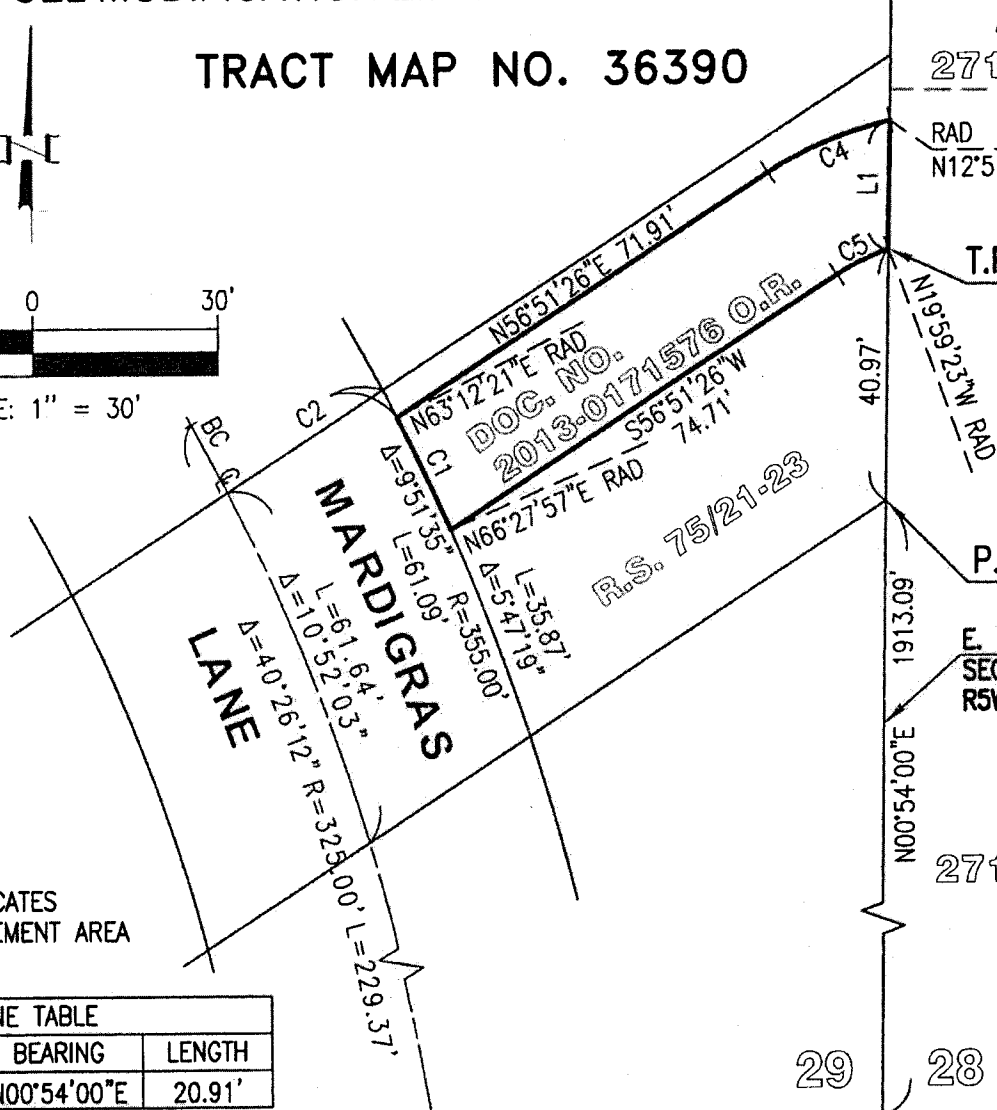 TRACT MAP NO. 36390
271
RAD
N12°5
C4
L1
C5
T.
N56°51'26"E 71.91'
0 30'
E: 1" = 30'
N63°12'21"E RAD
DOC. NO.
2013-0171576 O.R.
S56°51'26"W
74.71'
N19°59'23"W RAD
40.97'
C2
BC
C1
Δ=9°51'35"
L=61.09'
R=355.00'
N66°27'57"E RAD
L=35.87'
Δ=5°47'19"
R.S. 75/21-23
P.
MARDIGRAS
LANE
L=61.64'
Δ=10°52'03"
Δ=40°26'12" R=325.00' L=229.37'
1913.09'
E.
SEC
R5W
N00°54'00"E
271
CATES
EMENT AREA
NE TABLE
BEARING LENGTH
N00°54'00"E 20.91'
29 28